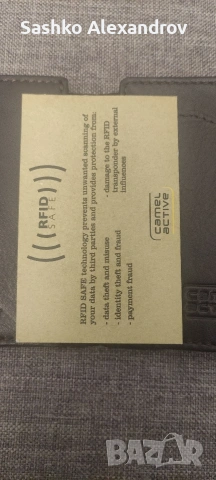 Sashko Alexandrov
RFID
SAFE
RFID SAFE technology prevents unwanted scanning of
your data by third parties and provides protection from:
- data theft and misuse
- identity theft and fraud
- payment fraud
- damage to the RFID
transponder by external
influences
camel
active
BAZAR
bg